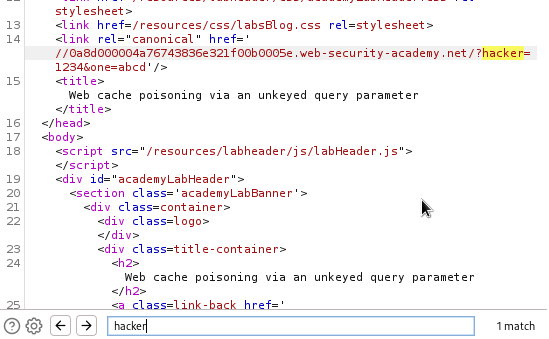 stylesheet>
13 <link href=/resources/css/labsBlog.css rel=stylesheet>
14 <link rel="canonical" href='
//0a8d000004a76743836e321f00b0005e.web-security-academy.net/?hacker=
1234&one=abcd'/>
15 <title>
Web cache poisoning via an unkeyed query parameter
</title>
16 </head>
17 <body>
18 <script src="/resources/labheader/js/labHeader.js">
</script>
19 <div id="academyLabHeader">
20 <section class='academyLabBanner'>
21 <div class=container>
22 <div class=logo>
</div>
23 <div class=title-container>
24 <h2>
Web cache poisoning via an unkeyed query parameter
</h2>
25 <a class=link-back href='
hacker
1 match